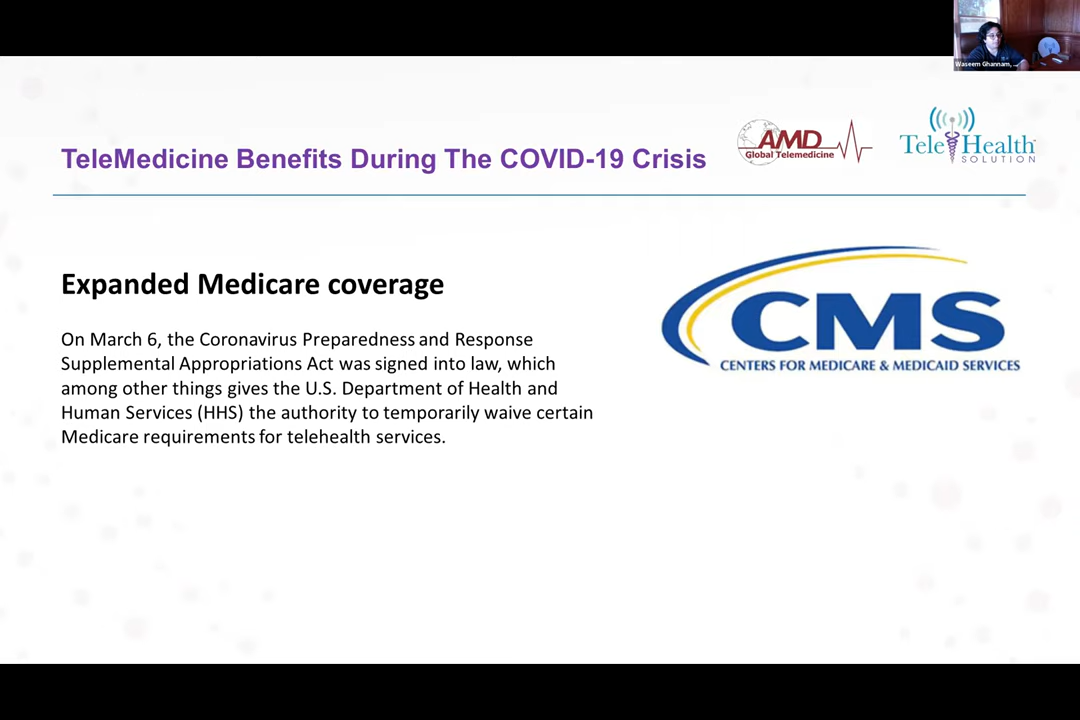 Waseem Ghannam, ...
TeleMedicine Benefits During The COVID-19 Crisis
AMD
Global Telemedicine
TeleHealth
SOLUTION
Expanded Medicare coverage
On March 6, the Coronavirus Preparedness and Response
Supplemental Appropriations Act was signed into law, which
among other things gives the U.S. Department of Health and
Human Services (HHS) the authority to temporarily waive certain
Medicare requirements for telehealth services.
CMS
CENTERS FOR MEDICARE & MEDICAID SERVICES